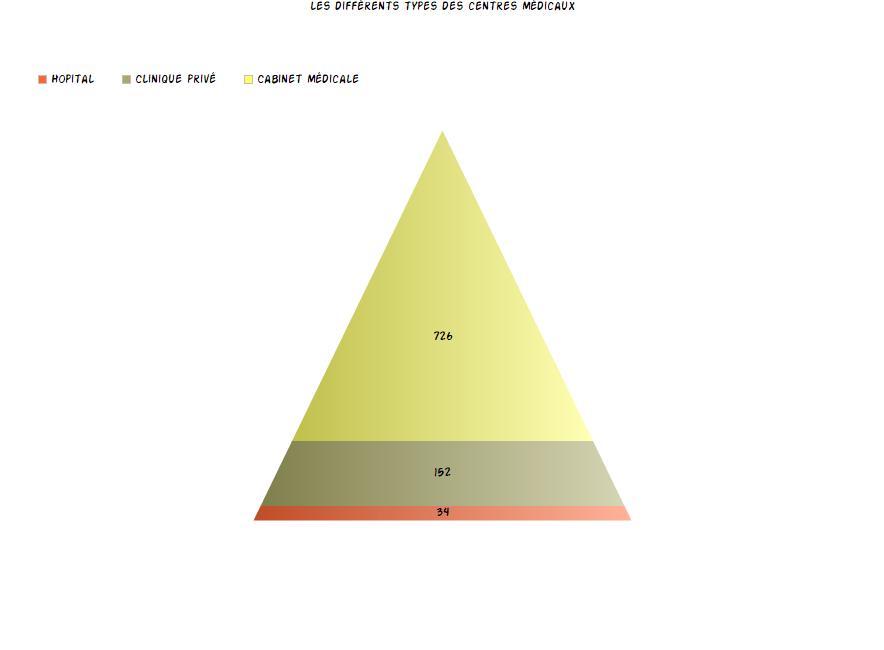 LES DIFFÉRENTS TYPES DES CENTRES MÉDICAUX
HOPITAL CLINIQUE PRIVÉ CABINET MÉDICALE
726
152
34